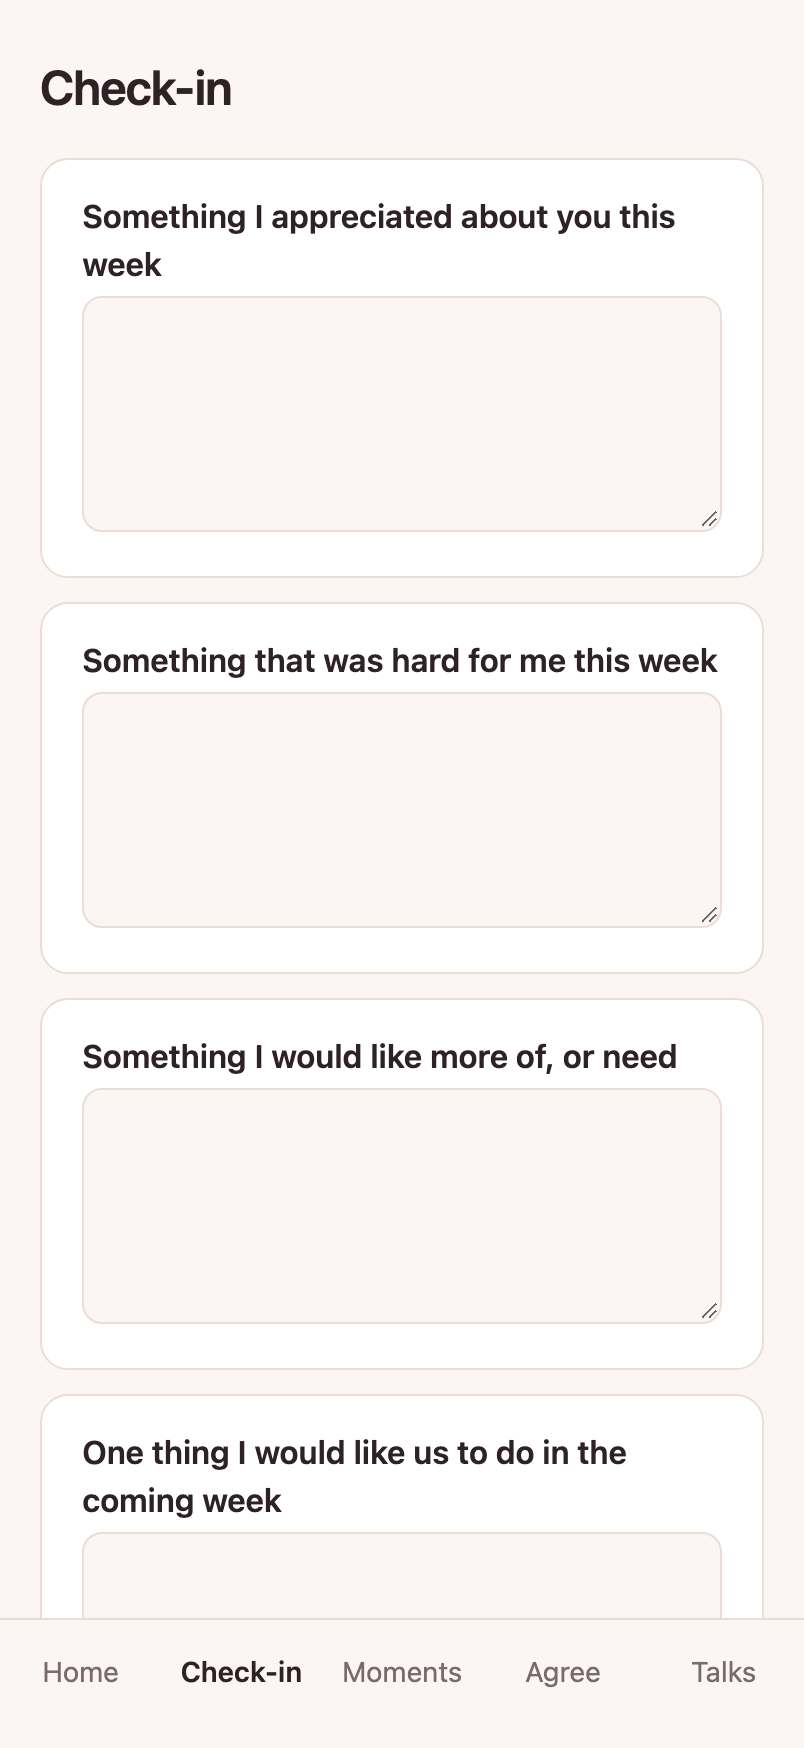 Check-in
Something I appreciated about you this
week
Something that was hard for me this week
Something I would like more of, or need
One thing I would like us to do in the
coming week
Home Check-in Moments Agree Talks